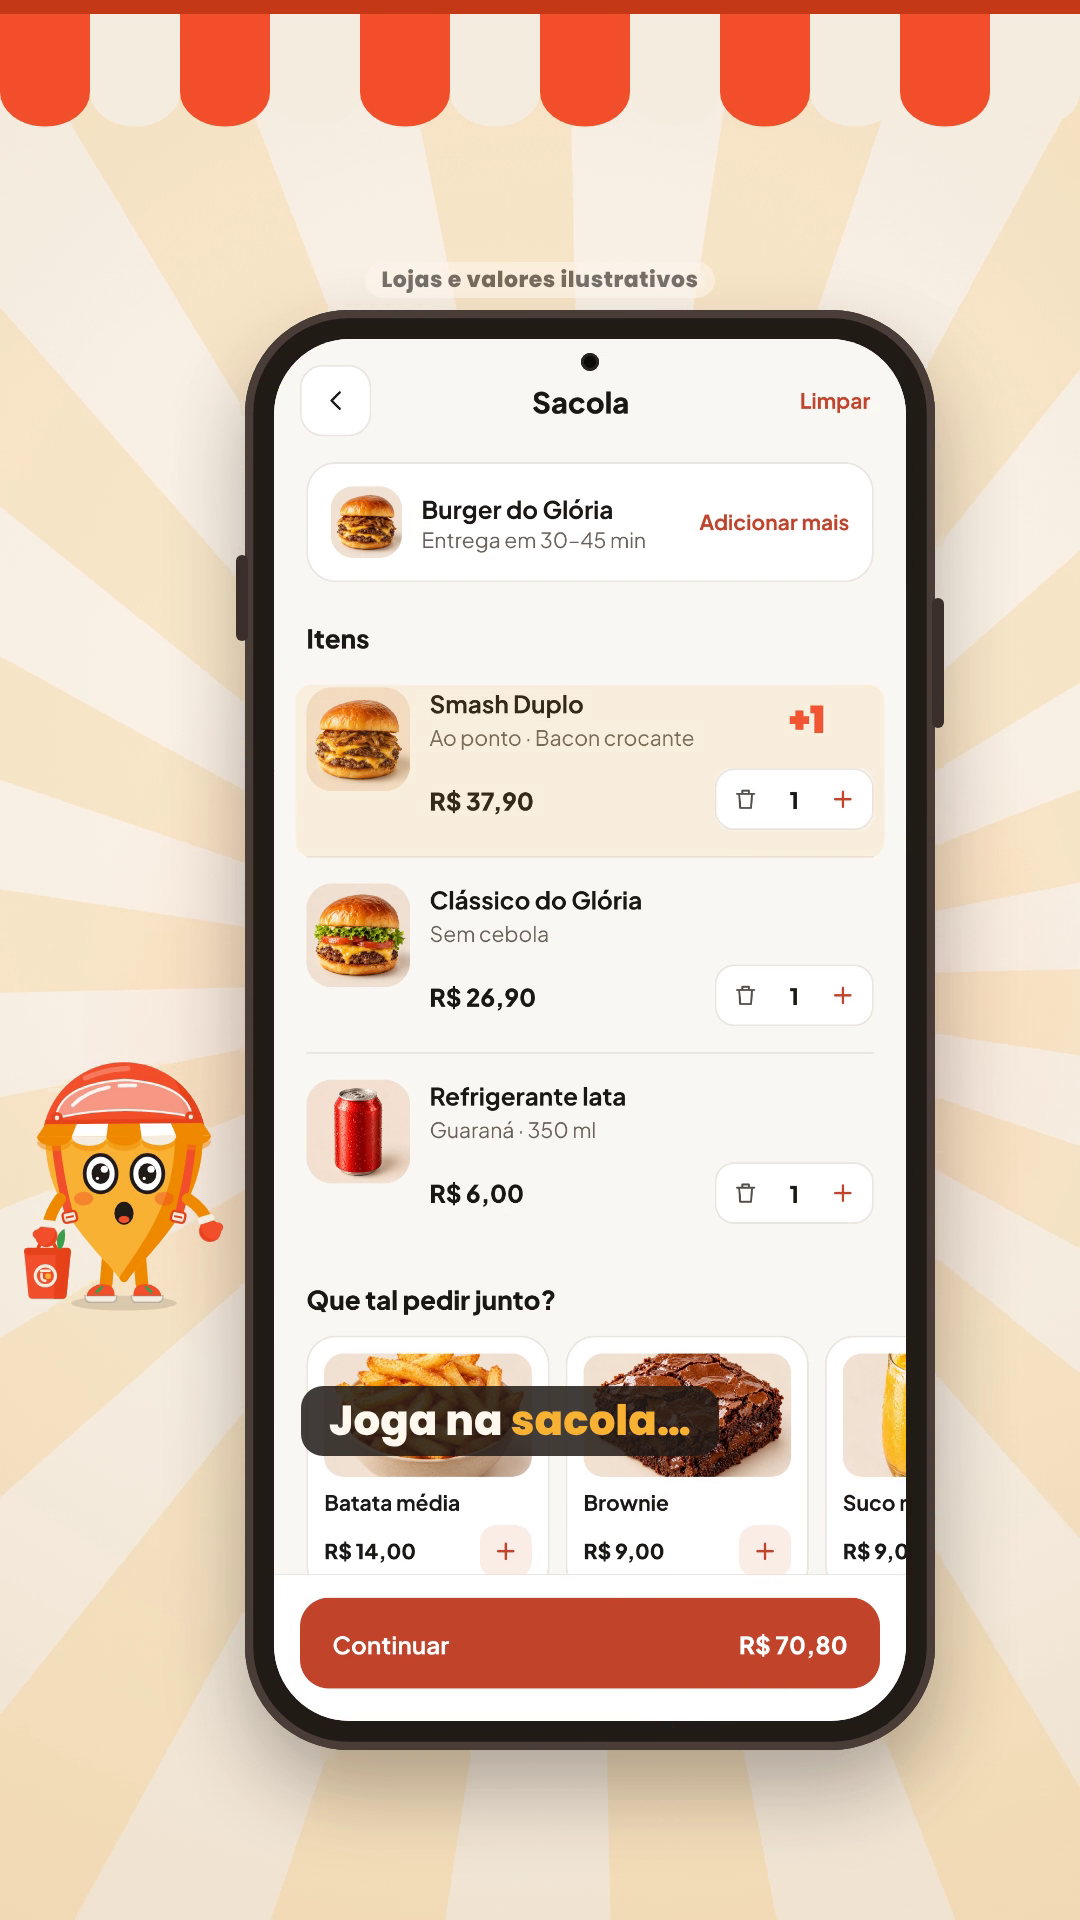 Lojas e valores ilustrativos
Sacola
Limpar
Burger do Glória
Entrega em 30–45 min
Adicionar mais
Itens
Smash Duplo
+1
Ao ponto · Bacon crocante
R$ 37,90
1
Clássico do Glória
Sem cebola
R$ 26,90
1
Refrigerante lata
Guaraná · 350 ml
R$ 6,00
1
Que tal pedir junto?
Joga na sacola...
Batata média
R$ 14,00
Brownie
R$ 9,00
Suco
R$ 9,0
Continuar
R$ 70,80